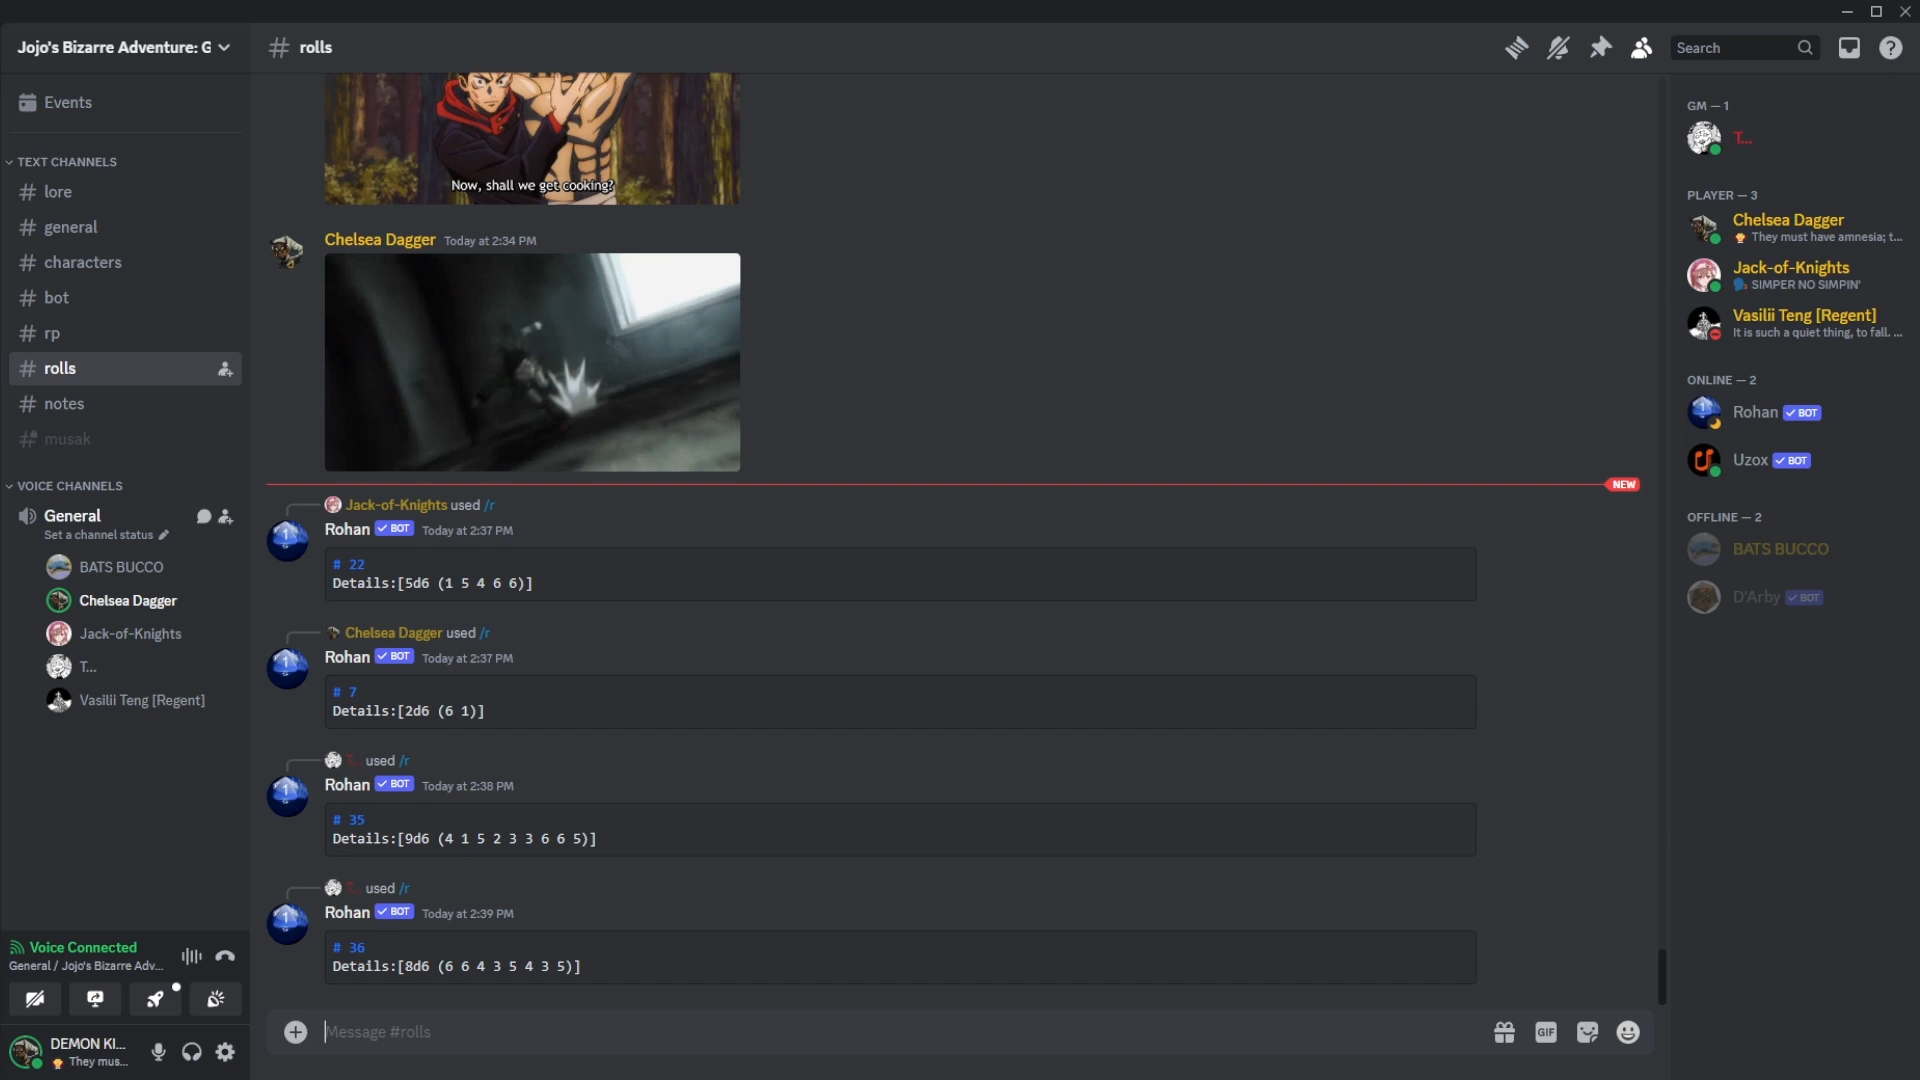 Jojo's Bizarre Adventure: G
rolls
Search
Events
TEXT CHANNELS
lore
general
characters
bot
rp
rolls
notes
musak
VOICE CHANNELS
General
Set a channel status
BATS BUCCO
Chelsea Dagger
Jack-of-Knights
T...
Vasilii Teng [Regent]
Voice Connected
General / Jojo's Bizarre Adv...
DEMON KI...
They mus...
Now, shall we get cooking?
Chelsea Dagger Today at 2:34 PM
NEW
Jack-of-Knights used /r
Rohan BOT Today at 2:37 PM
# 22
Details:[5d6 (1 5 4 6 6)]
Chelsea Dagger used /r
Rohan BOT Today at 2:37 PM
# 7
Details:[2d6 (6 1)]
T... used /r
Rohan BOT Today at 2:38 PM
# 35
Details:[9d6 (4 1 5 2 3 3 6 6 5)]
T... used /r
Rohan BOT Today at 2:39 PM
# 36
Details:[8d6 (6 6 4 3 5 4 3 5)]
Message #rolls
GIF
GM — 1
T...
PLAYER — 3
Chelsea Dagger
They must have amnesia; t...
Jack-of-Knights
SIMPER NO SIMPIN'
Vasilii Teng [Regent]
It is such a quiet thing, to fall. ...
ONLINE — 2
Rohan BOT
Uzox BOT
OFFLINE — 2
BATS BUCCO
D'Arby BOT